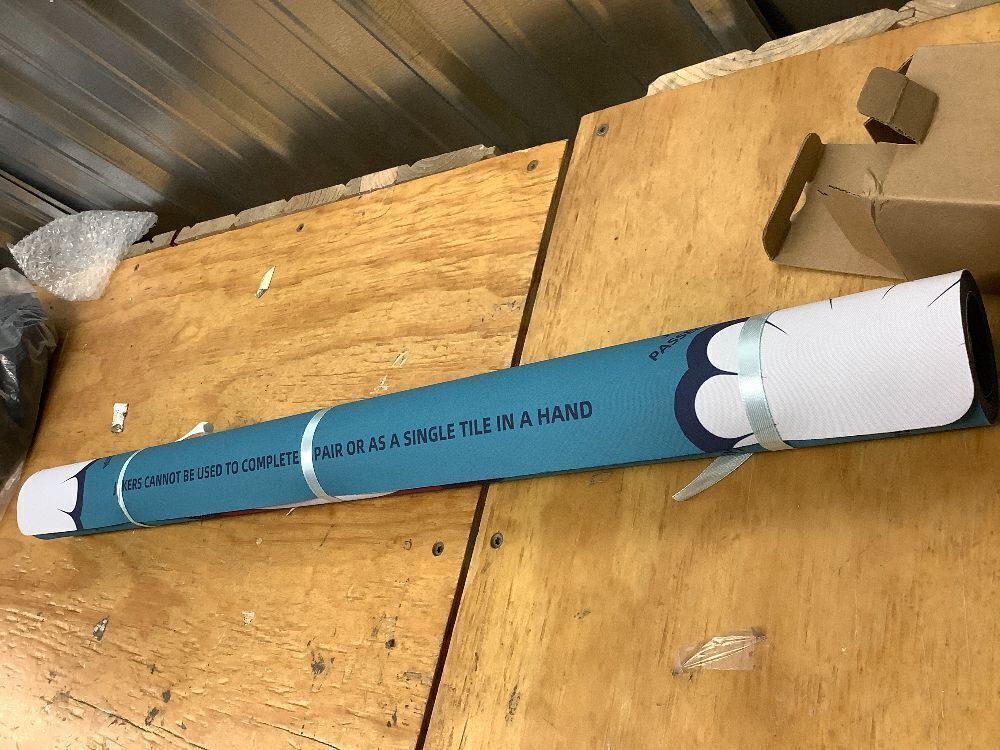 PASS
KERS CANNOT BE USED TO COMPLETE PAIR OR AS A SINGLE TILE IN A HAND